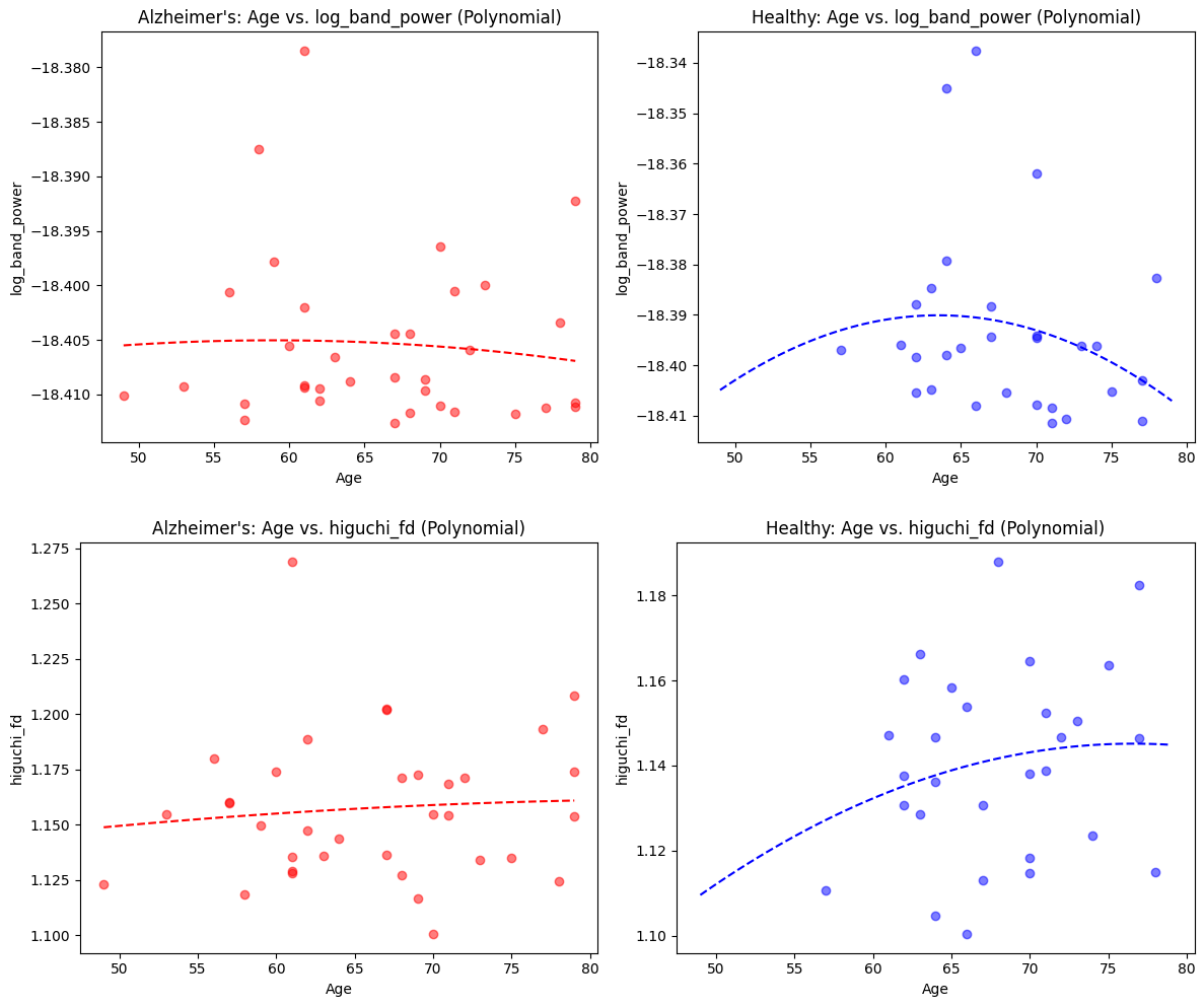 Alzheimer's: Age vs. log_band_power (Polynomial)
−18.380
−18.385
−18.390
−18.395
−18.400
−18.405
−18.410
log_band_power
50 55 60 65 70 75 80
Age
Healthy: Age vs. log_band_power (Polynomial)
−18.34
−18.35
−18.36
−18.37
−18.38
−18.39
−18.40
−18.41
log_band_power
50 55 60 65 70 75 80
Age
Alzheimer's: Age vs. higuchi_fd (Polynomial)
1.275
1.250
1.225
1.200
1.175
1.150
1.125
1.100
higuchi_fd
50 55 60 65 70 75 80
Age
Healthy: Age vs. higuchi_fd (Polynomial)
1.18
1.16
1.14
1.12
1.10
higuchi_fd
50 55 60 65 70 75 80
Age